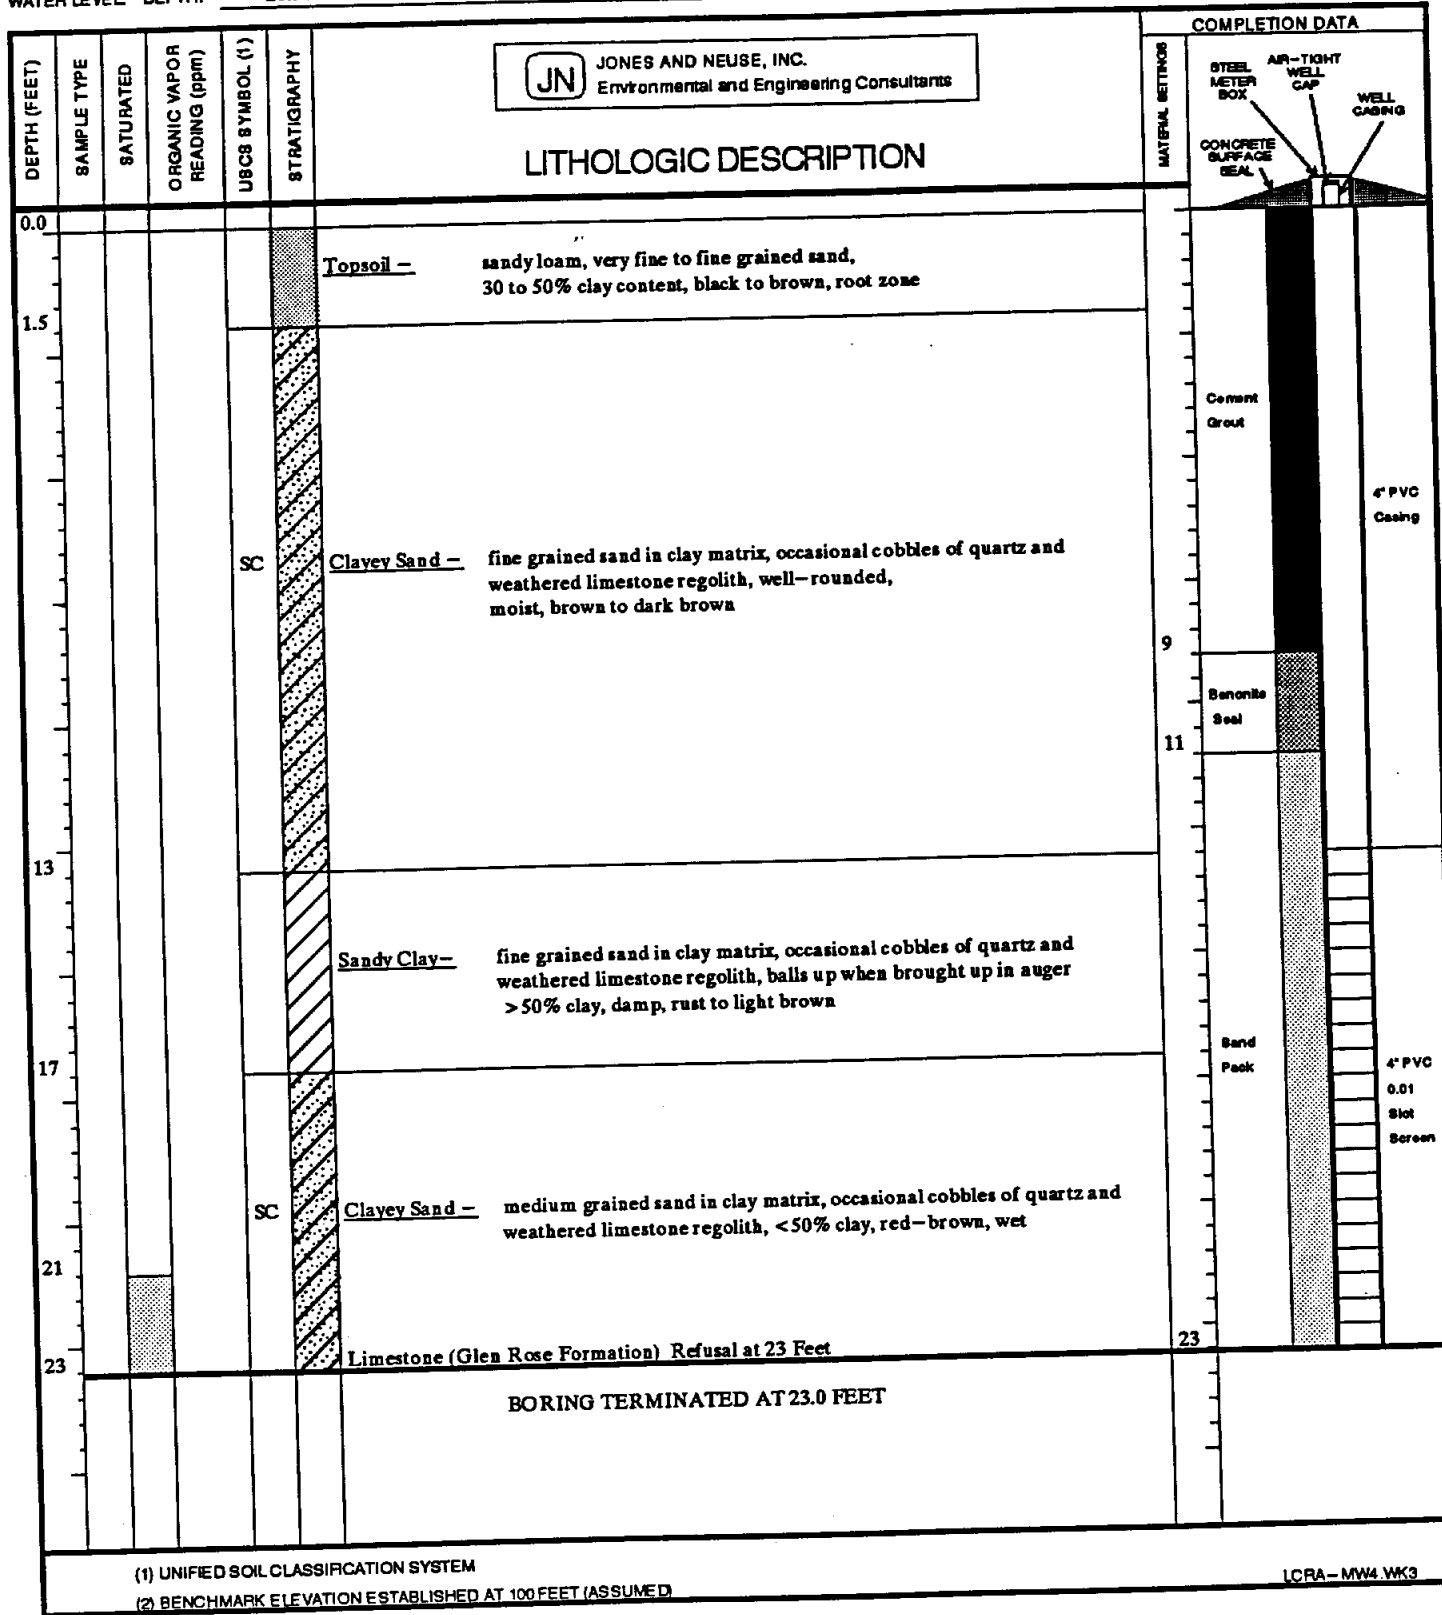 WATER LEVEL
JN
JONES AND NEUSE, INC.
Environmental and Engineering Consultants
LITHOLOGIC DESCRIPTION
DEPTH (FEET)
SAMPLE TYPE
SATURATED
ORGANIC VAPOR
READING (ppm)
USCS SYMBOL (1)
STRATIGRAPHY
MATERIAL SETTINGS
COMPLETION DATA
STEEL
METER
BOX
AIR-TIGHT
WELL
CAP
WELL
CASING
CONCRETE
SURFACE
SEAL
0.0
Topsoil – sandy loam, very fine to fine grained sand,
30 to 50% clay content, black to brown, root zone
1.5
Cement
Grout
4" PVC
Casing
SC Clayey Sand – fine grained sand in clay matrix, occasional cobbles of quartz and
weathered limestone regolith, well-rounded,
moist, brown to dark brown
9
Benonite
Seal
11
13
Sandy Clay– fine grained sand in clay matrix, occasional cobbles of quartz and
weathered limestone regolith, balls up when brought up in auger
>50% clay, damp, rust to light brown
17
Sand
Pack
4" PVC
0.01
Slot
Screen
SC Clayey Sand – medium grained sand in clay matrix, occasional cobbles of quartz and
weathered limestone regolith, <50% clay, red-brown, wet
21
23 Limestone (Glen Rose Formation) Refusal at 23 Feet 23
BORING TERMINATED AT 23.0 FEET
(1) UNIFIED SOIL CLASSIFICATION SYSTEM
(2) BENCHMARK ELEVATION ESTABLISHED AT 100 FEET (ASSUMED)
LCRA-MW4.WK3